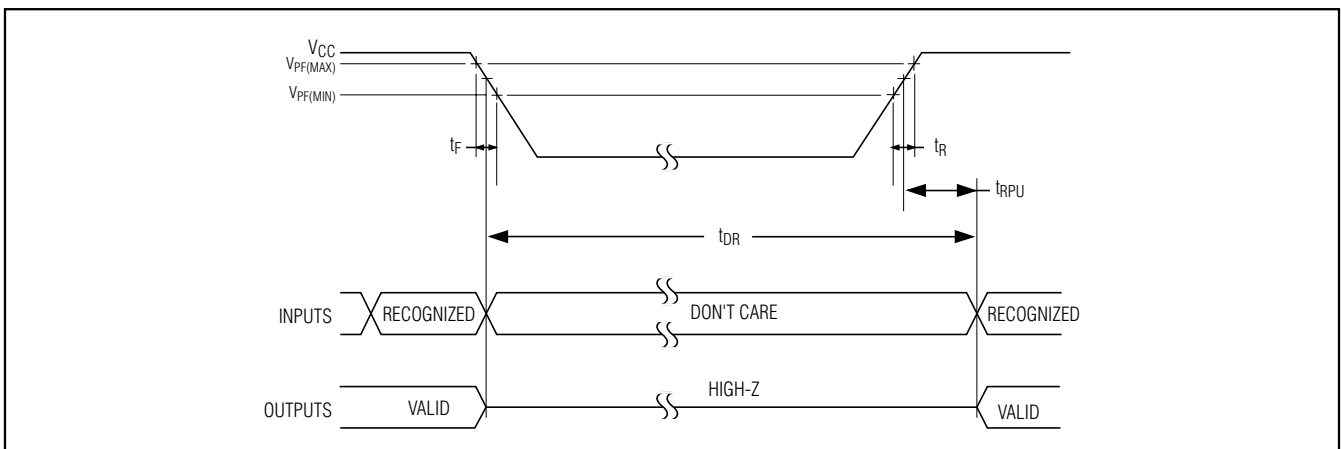 VCC
VPF(MAX)
VPF(MIN)
tF
tR
tRPU
tDR
INPUTS
RECOGNIZED
DON'T CARE
RECOGNIZED
OUTPUTS
VALID
HIGH-Z
VALID